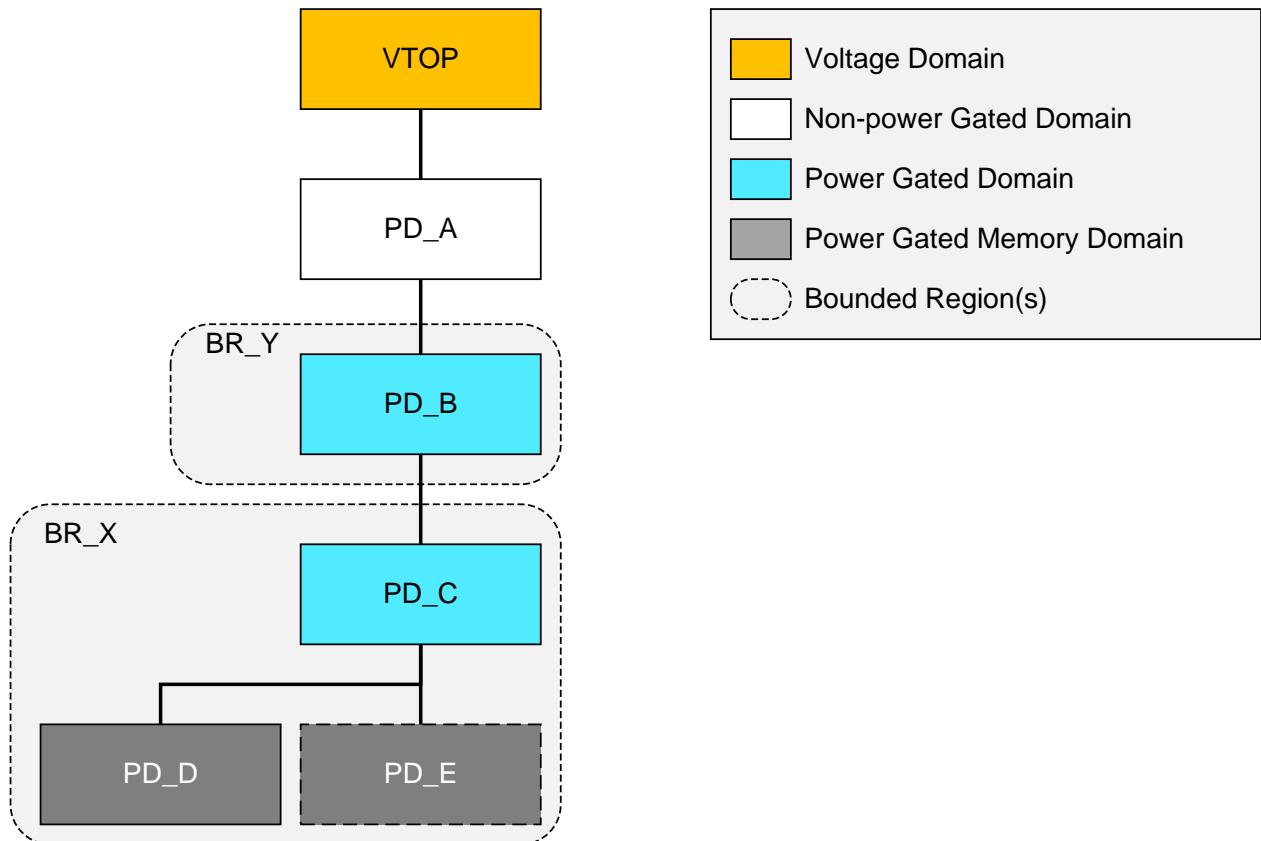 VTOP
PD_A
BR_Y
PD_B
BR_X
PD_C
PD_D
PD_E
Voltage Domain
Non-power Gated Domain
Power Gated Domain
Power Gated Memory Domain
Bounded Region(s)